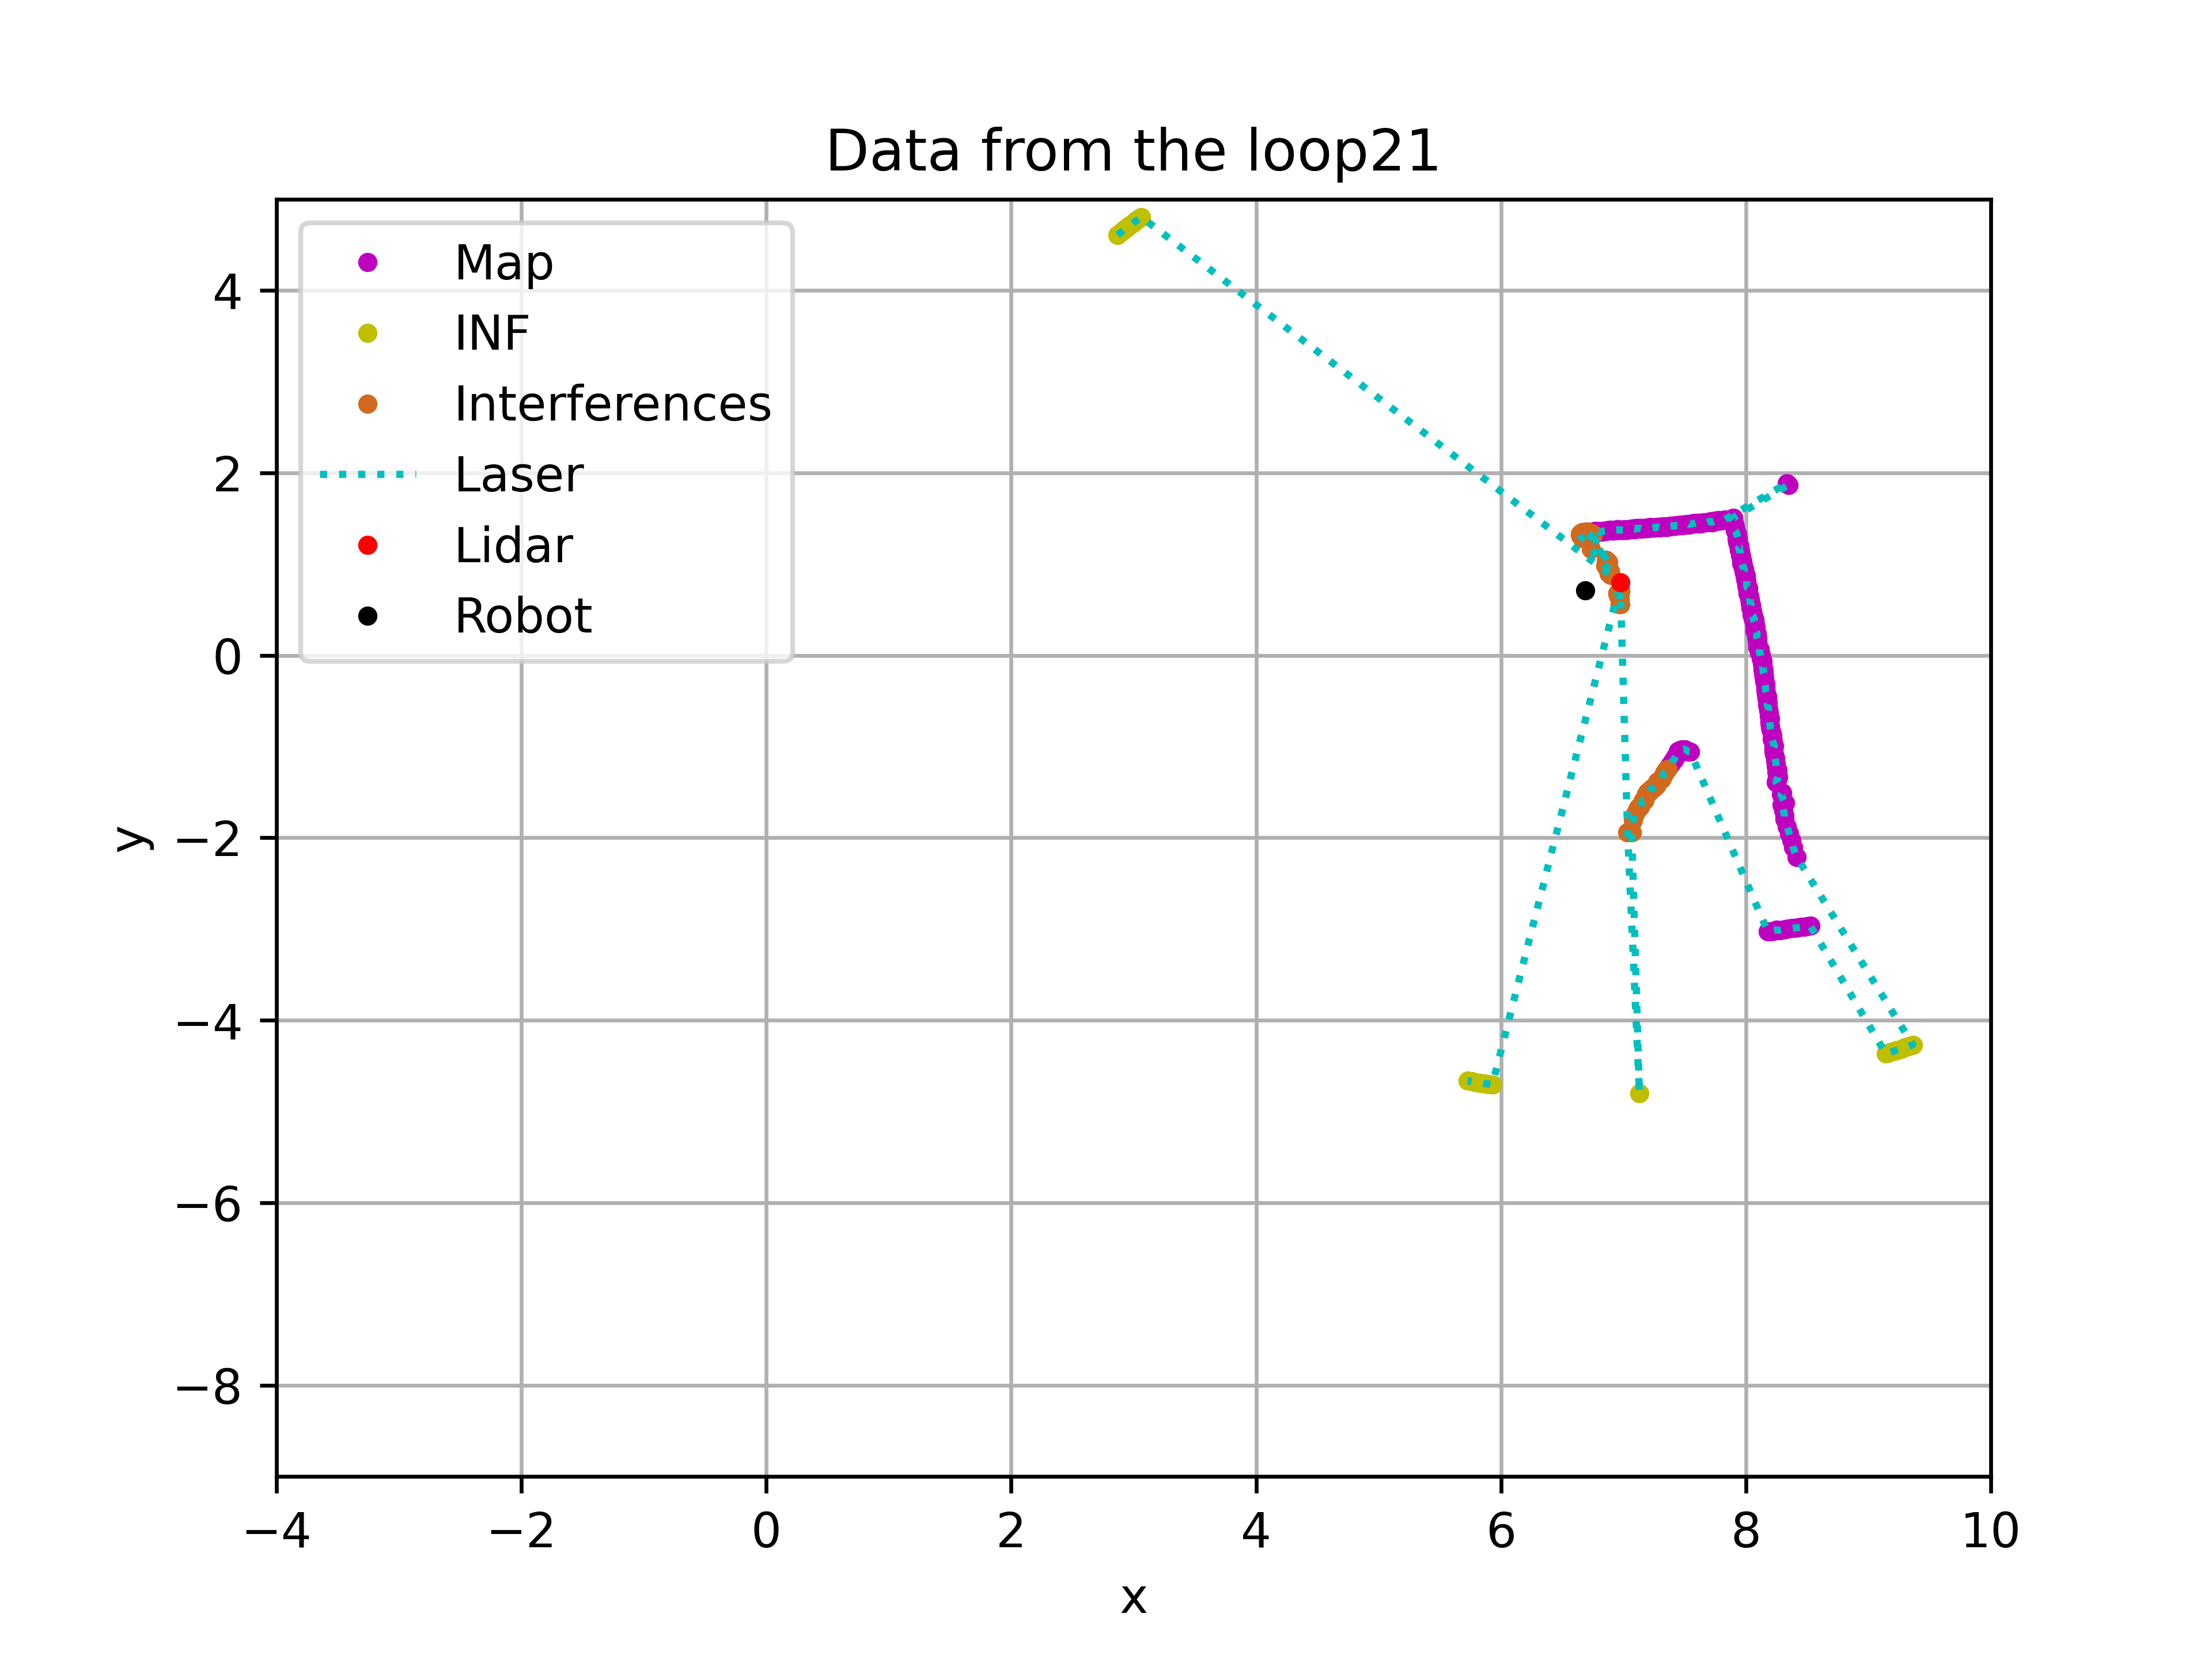 Data from the loop21
Map
INF
Interferences
Laser
Lidar
Robot
4
2
0
−2
−4
−6
−8
y
−4 −2 0 2 4 6 8 10
x